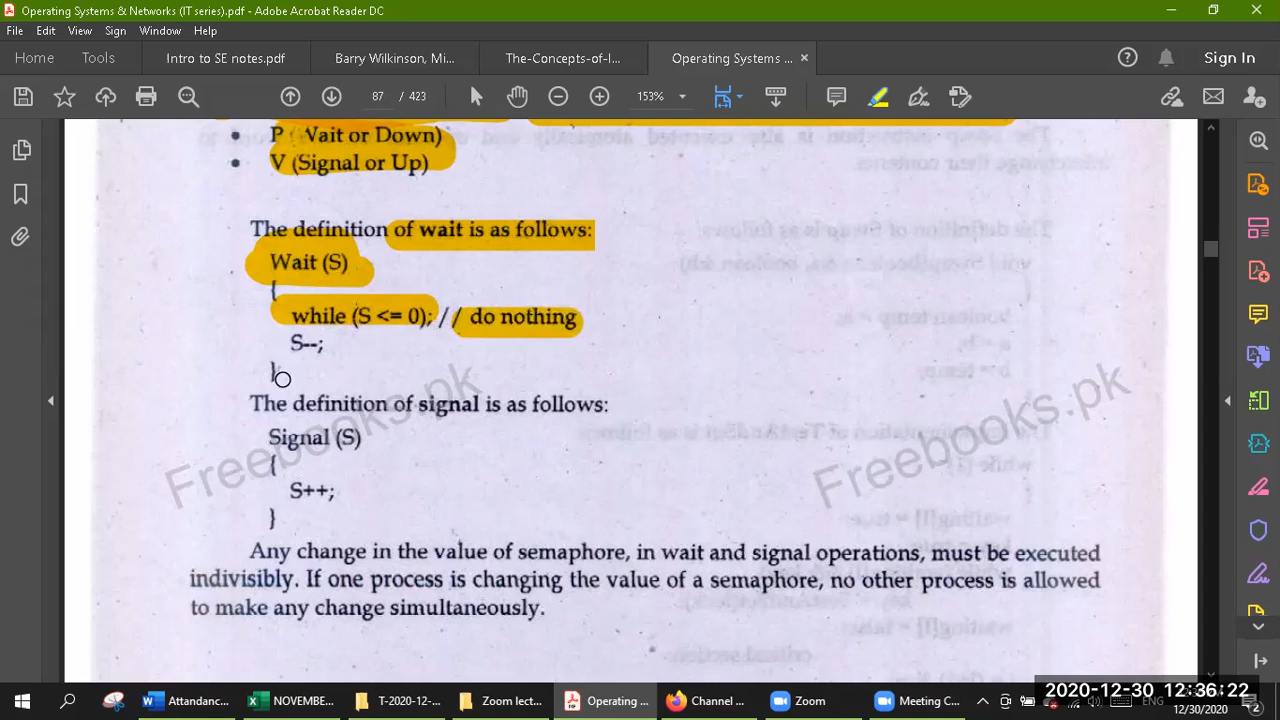 Operating Systems & Networks (IT series).pdf - Adobe Acrobat Reader DC
File Edit View Sign Window Help
Home Tools Intro to SE notes.pdf Barry Wilkinson, Mi... The-Concepts-of-I... Operating Systems ... × Sign In
87 / 423 153%
• P (Wait or Down)
• V (Signal or Up)
The definition of wait is as follows:
Wait (S)
{
while (S <= 0); // do nothing
S--;
}
The definition of signal is as follows:
Signal (S)
{
S++;
}
Any change in the value of semaphore, in wait and signal operations, must be executed
indivisibly. If one process is changing the value of a semaphore, no other process is allowed
to make any change simultaneously.
Freebooks.pk
Freebooks.pk
Attandanc... NOVEMBE... T-2020-12-... Zoom lect... Operating ... Channel ... Zoom Meeting C... ENG
2020-12-30 12:36:22
12/30/2020
2